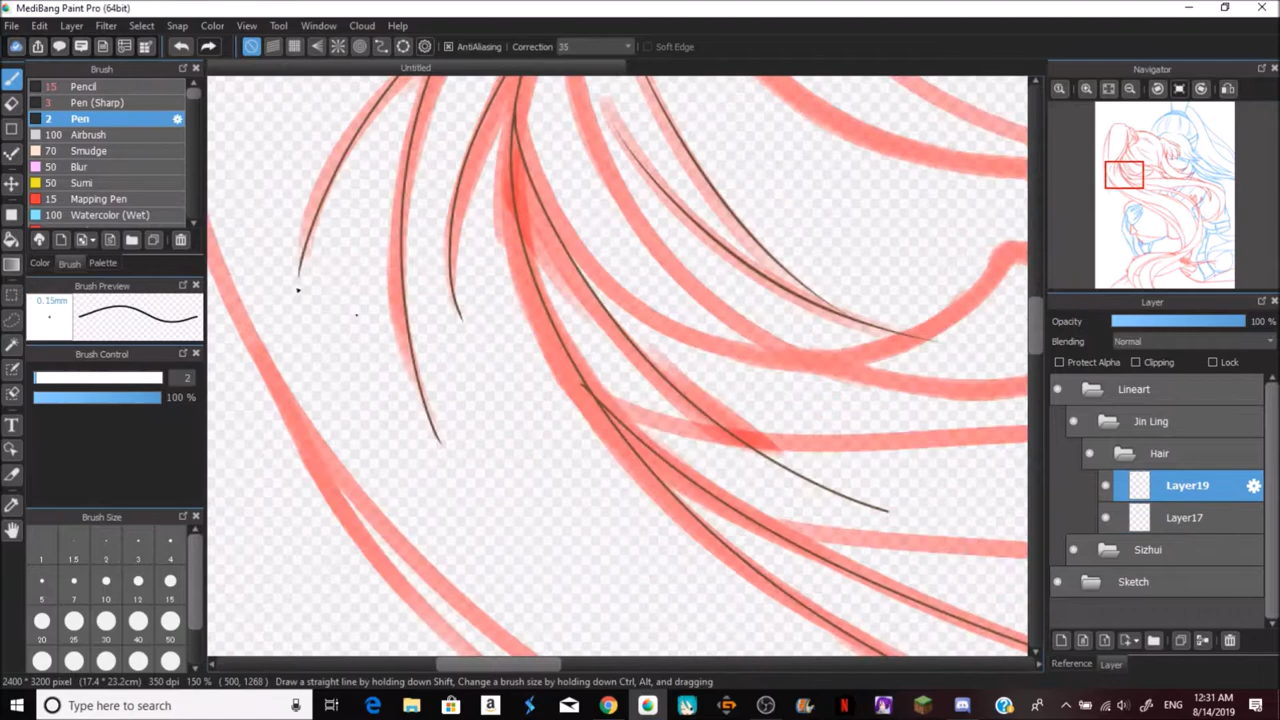 MediBang Paint Pro (64bit)
File Edit Layer Filter Select Snap Color View Tool Window Cloud Help
AntiAliasing Correction 35 Soft Edge
Brush
Untitled
Navigator
15 Pencil
3 Pen (Sharp)
2 Pen
100 Airbrush
70 Smudge
50 Blur
50 Sumi
15 Mapping Pen
100 Watercolor (Wet)
Color Brush Palette
Brush Preview
0.15mm
Brush Control
2
100 %
Brush Size
1 1.5 2 3 4
5 7 10 12 15
20 25 30 40 50
Layer
Opacity 100 %
Blending Normal
Protect Alpha Clipping Lock
Lineart
Jin Ling
Hair
Layer19
Layer17
Sizhui
Sketch
Reference Layer
2400 * 3200 pixel (17.4 * 23.2cm) 350 dpi 150 % ( 500, 1268 ) Draw a straight line by holding down Shift, Change a brush size by holding down Ctrl, Alt, and dragging
Type here to search
ENG
12:31 AM
8/14/2019